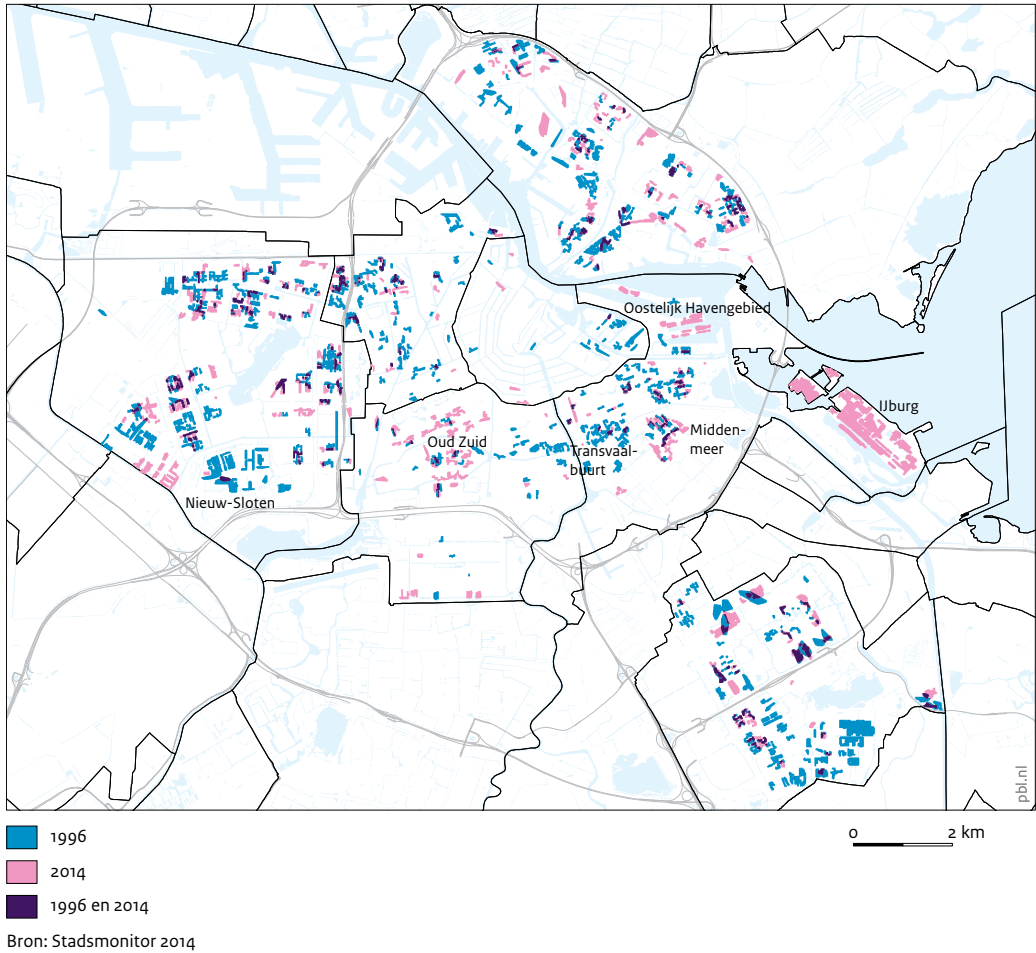 Oostelijk Havengebied
IJburg
Oud Zuid
Midden-
meer
Transvaal-
buurt
Nieuw-Sloten
pbl.nl
1996
0 2 km
2014
1996 en 2014
Bron: Stadsmonitor 2014